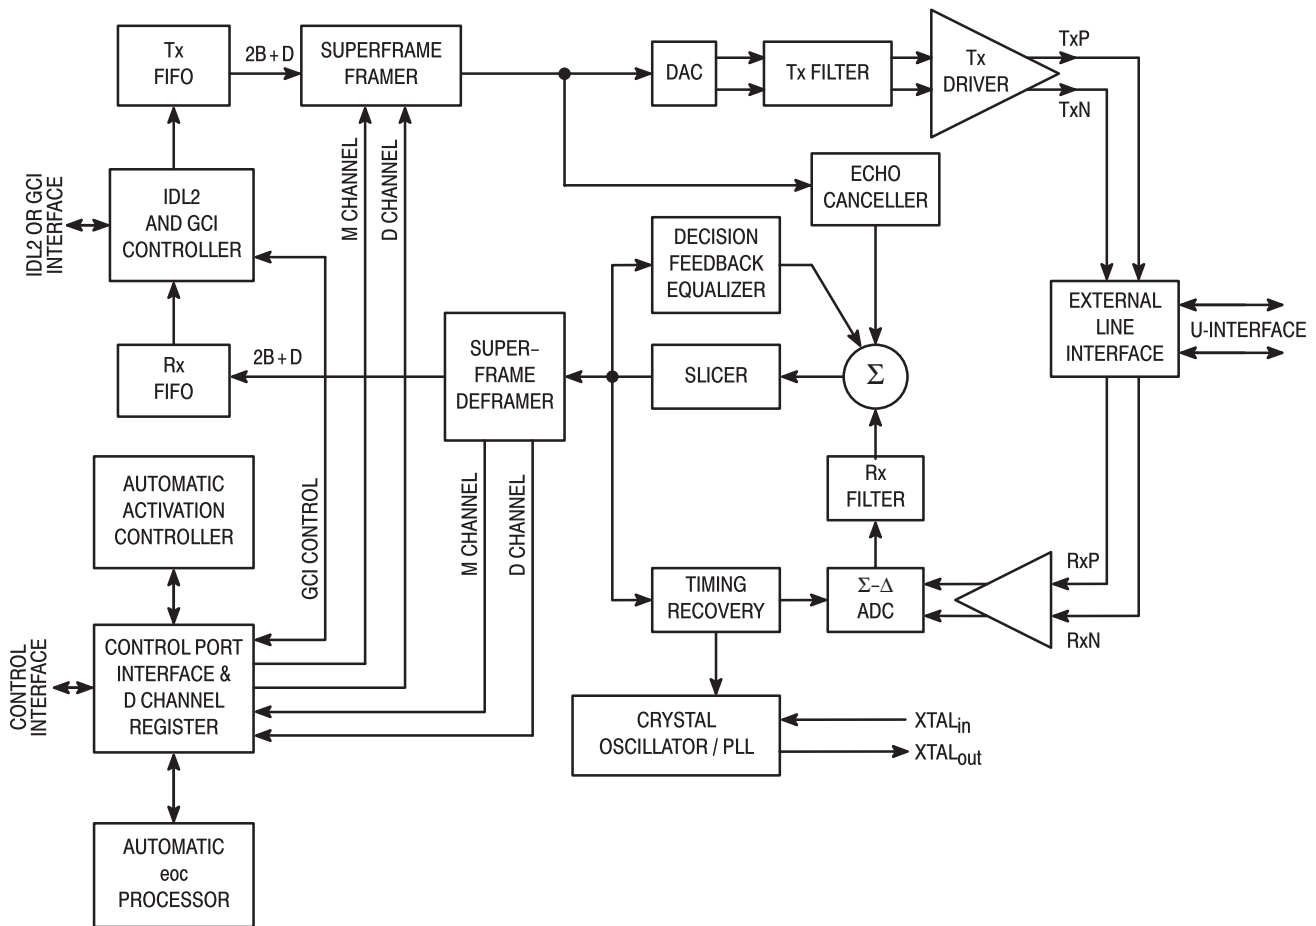 Tx
FIFO
2B+D
SUPERFRAME
FRAMER
DAC
Tx FILTER
Tx
DRIVER
TxP
TxN
IDL2 OR GCI
INTERFACE
IDL2
AND GCI
CONTROLLER
M CHANNEL
D CHANNEL
ECHO
CANCELLER
DECISION
FEEDBACK
EQUALIZER
EXTERNAL
LINE
INTERFACE
U-INTERFACE
Rx
FIFO
2B+D
SUPER–
FRAME
DEFRAMER
SLICER
Σ
Rx
FILTER
AUTOMATIC
ACTIVATION
CONTROLLER
GCI CONTROL
M CHANNEL
D CHANNEL
TIMING
RECOVERY
Σ–Δ
ADC
RxP
RxN
CONTROL
INTERFACE
CONTROL PORT
INTERFACE &
D CHANNEL
REGISTER
CRYSTAL
OSCILLATOR / PLL
XTALin
XTALout
AUTOMATIC
eoc
PROCESSOR